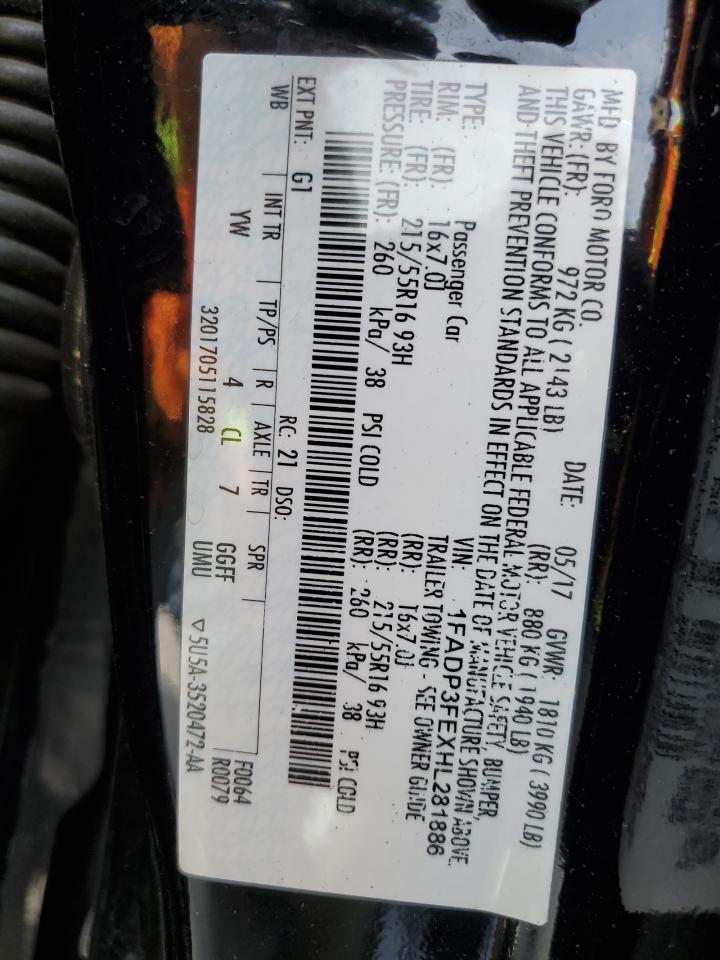 MFD BY FORD MOTOR CO.
DATE: 05/17 GVWR: 1810 KG ( 3990 LB)
GAWR: (FR): 972 KG ( 2143 LB) (RR): 880 KG ( 1940 LB)
THIS VEHICLE CONFORMS TO ALL APPLICABLE FEDERAL MOTOR VEHICLE SAFETY, BUMPER,
AND THEFT PREVENTION STANDARDS IN EFFECT ON THE DATE OF MANUFACTURE SHOWN ABOVE.
VIN: 1FADP3FEXHL281886
TYPE: Passenger Car TRAILER TOWING - SEE OWNER GUIDE
RIM: (FR): 16x7.0J (RR): 16x7.0J
TIRE: (FR): 215/55R16 93H (RR): 215/55R16 93H
PRESSURE: (FR): 260 kPa/ 38 PSI COLD (RR): 260 kPa/ 38 PSI COLD
EXT PNT: G1 RC: 21 DSO:
WB INT TR TP/PS R AXLE TR SPR F0064
YW 4 CL 7 GGFF R0079
3201705115828 UMU ▽5U5A-3520472-AA